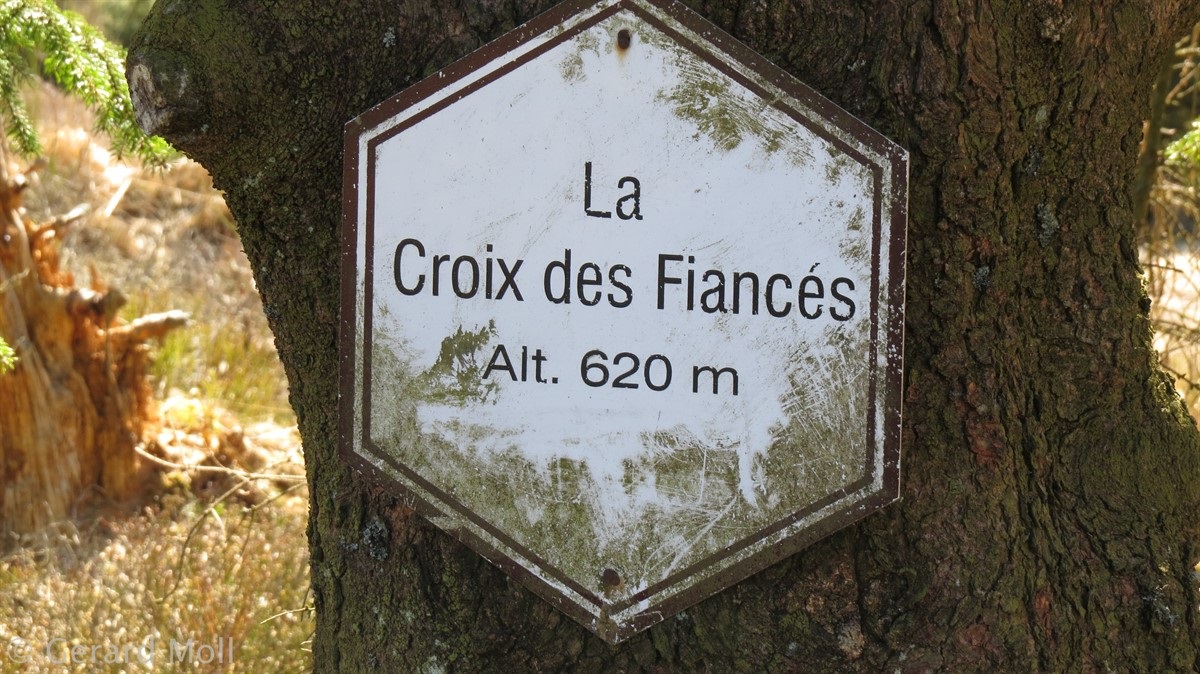 La
Croix des Fiancés
Alt. 620 m
© Gerard Moll